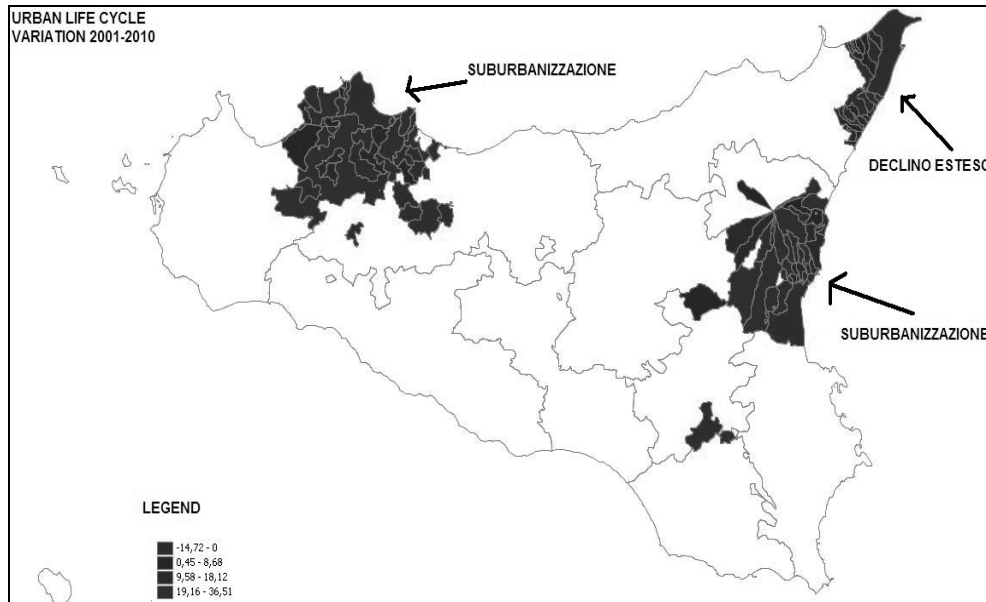 URBAN LIFE CYCLE
VARIATION 2001-2010
SUBURBANIZZAZIONE
DECLINO ESTESO
SUBURBANIZZAZIONE
LEGEND
-14,72 - 0
0,45 - 8,68
9,58 - 18,12
19,16 - 36,51